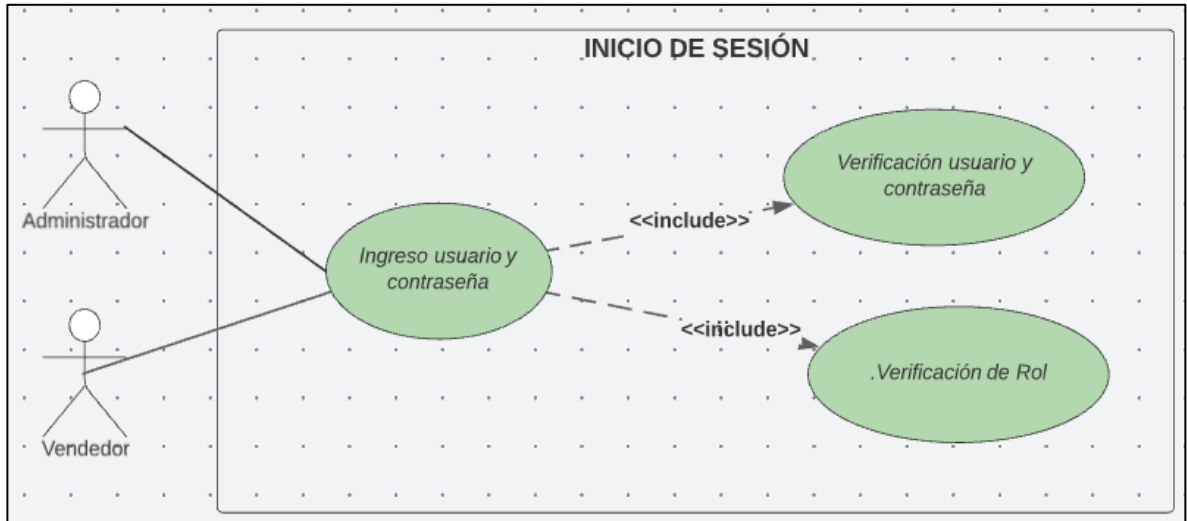 INICIO DE SESIÓN
Administrador
Ingreso usuario y
contraseña
Verificación usuario y
contraseña
<<include>>
<<include>>
.Verificación de Rol
Vendedor